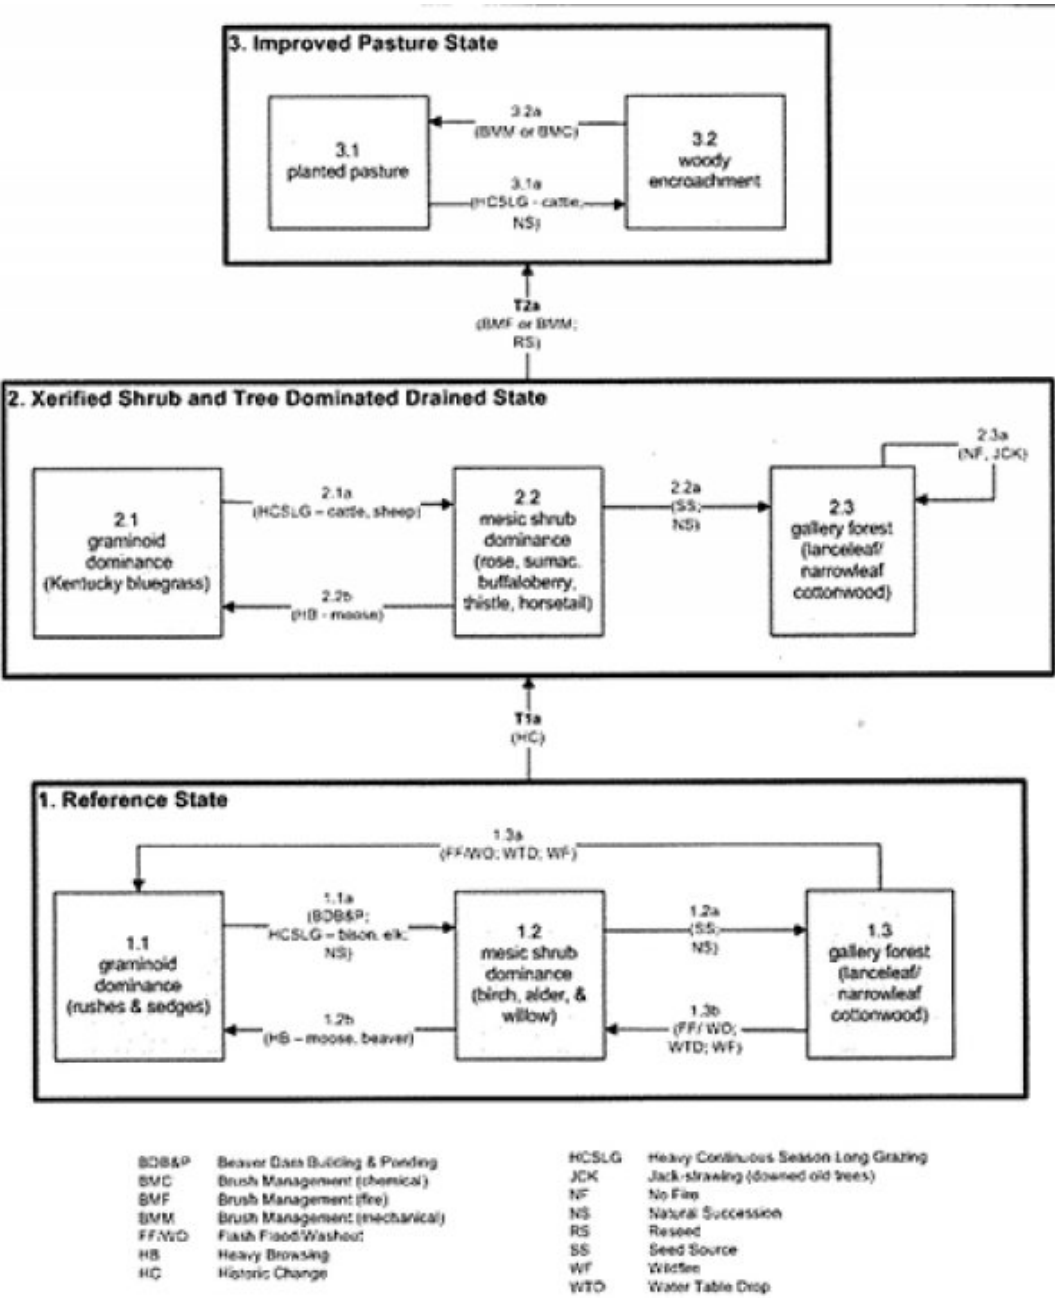 3. Improved Pasture State
3.2a
(BMM or BMC)
3.1
planted pasture
3.2
woody
encroachment
3.1a
(HCSLG - cattle,
NS)
T2a
(BMF or BMM;
RS)
2. Xerified Shrub and Tree Dominated Drained State
2.3a
(NF, JCK)
2.1
graminoid
dominance
(Kentucky bluegrass)
2.1a
(HCSLG – cattle, sheep)
2.2b
(HB - moose)
2.2
mesic shrub
dominance
(rose, sumac,
buffaloberry,
thistle, horsetail)
2.2a
(SS;
NS)
2.3
gallery forest
(lanceleaf/
narrowleaf
cottonwood)
T1a
(HC)
1. Reference State
1.3a
(FF/WO; WTD; WF)
1.1
graminoid
dominance
(rushes & sedges)
1.1a
(BDB&P;
HCSLG – bison, elk;
NS)
1.2b
(HB – moose, beaver)
1.2
mesic shrub
dominance
(birch, alder, &
willow)
1.2a
(SS;
NS)
1.3b
(FF/ WO;
WTD; WF)
1.3
gallery forest
(lanceleaf/
narrowleaf
cottonwood)
BDB&P Beaver Dam Building & Ponding
BMC Brush Management (chemical)
BMF Brush Management (fire)
BMM Brush Management (mechanical)
FF/WO Flash Flood/Washout
HB Heavy Browsing
HC Historic Change
HCSLG Heavy Continuous Season Long Grazing
JCK Jack-strawing (downed old trees)
NF No Fire
NS Natural Succession
RS Reseed
SS Seed Source
WF Wildfire
WTD Water Table Drop